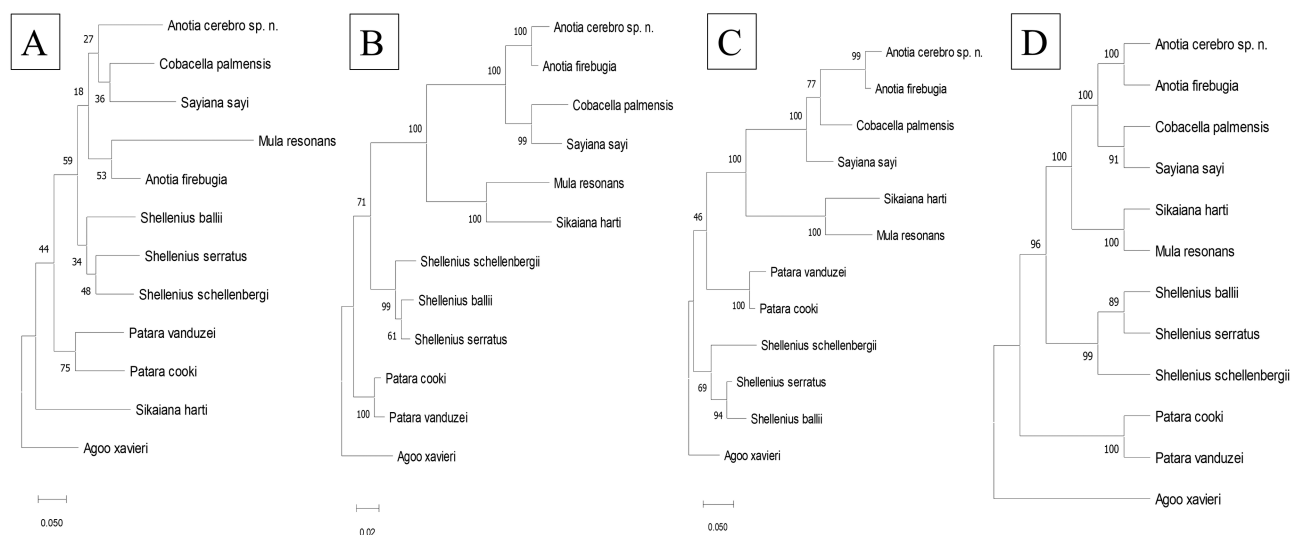 A
27
Anotia cerebro sp. n.
Cobacella palmensis
36
Sayiana sayi
18
Mula resonans
53
Anotia firebugia
59
Shellenius ballii
Shellenius serratus
34
48
Shellenius schellenbergi
44
Patara vanduzei
75
Patara cooki
Sikaiana harti
Agoo xavieri
0.050
B
100
Anotia cerebro sp. n.
Anotia firebugia
100
Cobacella palmensis
99
Sayiana sayi
100
Mula resonans
100
Sikaiana harti
71
Shellenius schellenbergii
99
Shellenius ballii
61
Shellenius serratus
Patara cooki
100
Patara vanduzei
Agoo xavieri
0.02
C
99
Anotia cerebro sp. n.
Anotia firebugia
77
Cobacella palmensis
100
Sayiana sayi
100
Sikaiana harti
100
Mula resonans
46
Patara vanduzei
100
Patara cooki
Shellenius schellenbergii
69
Shellenius serratus
94
Shellenius ballii
Agoo xavieri
0.050
D
100
Anotia cerebro sp. n.
Anotia firebugia
100
Cobacella palmensis
91
Sayiana sayi
100
Sikaiana harti
100
Mula resonans
96
Shellenius ballii
89
Shellenius serratus
99
Shellenius schellenbergii
Patara cooki
100
Patara vanduzei
Agoo xavieri